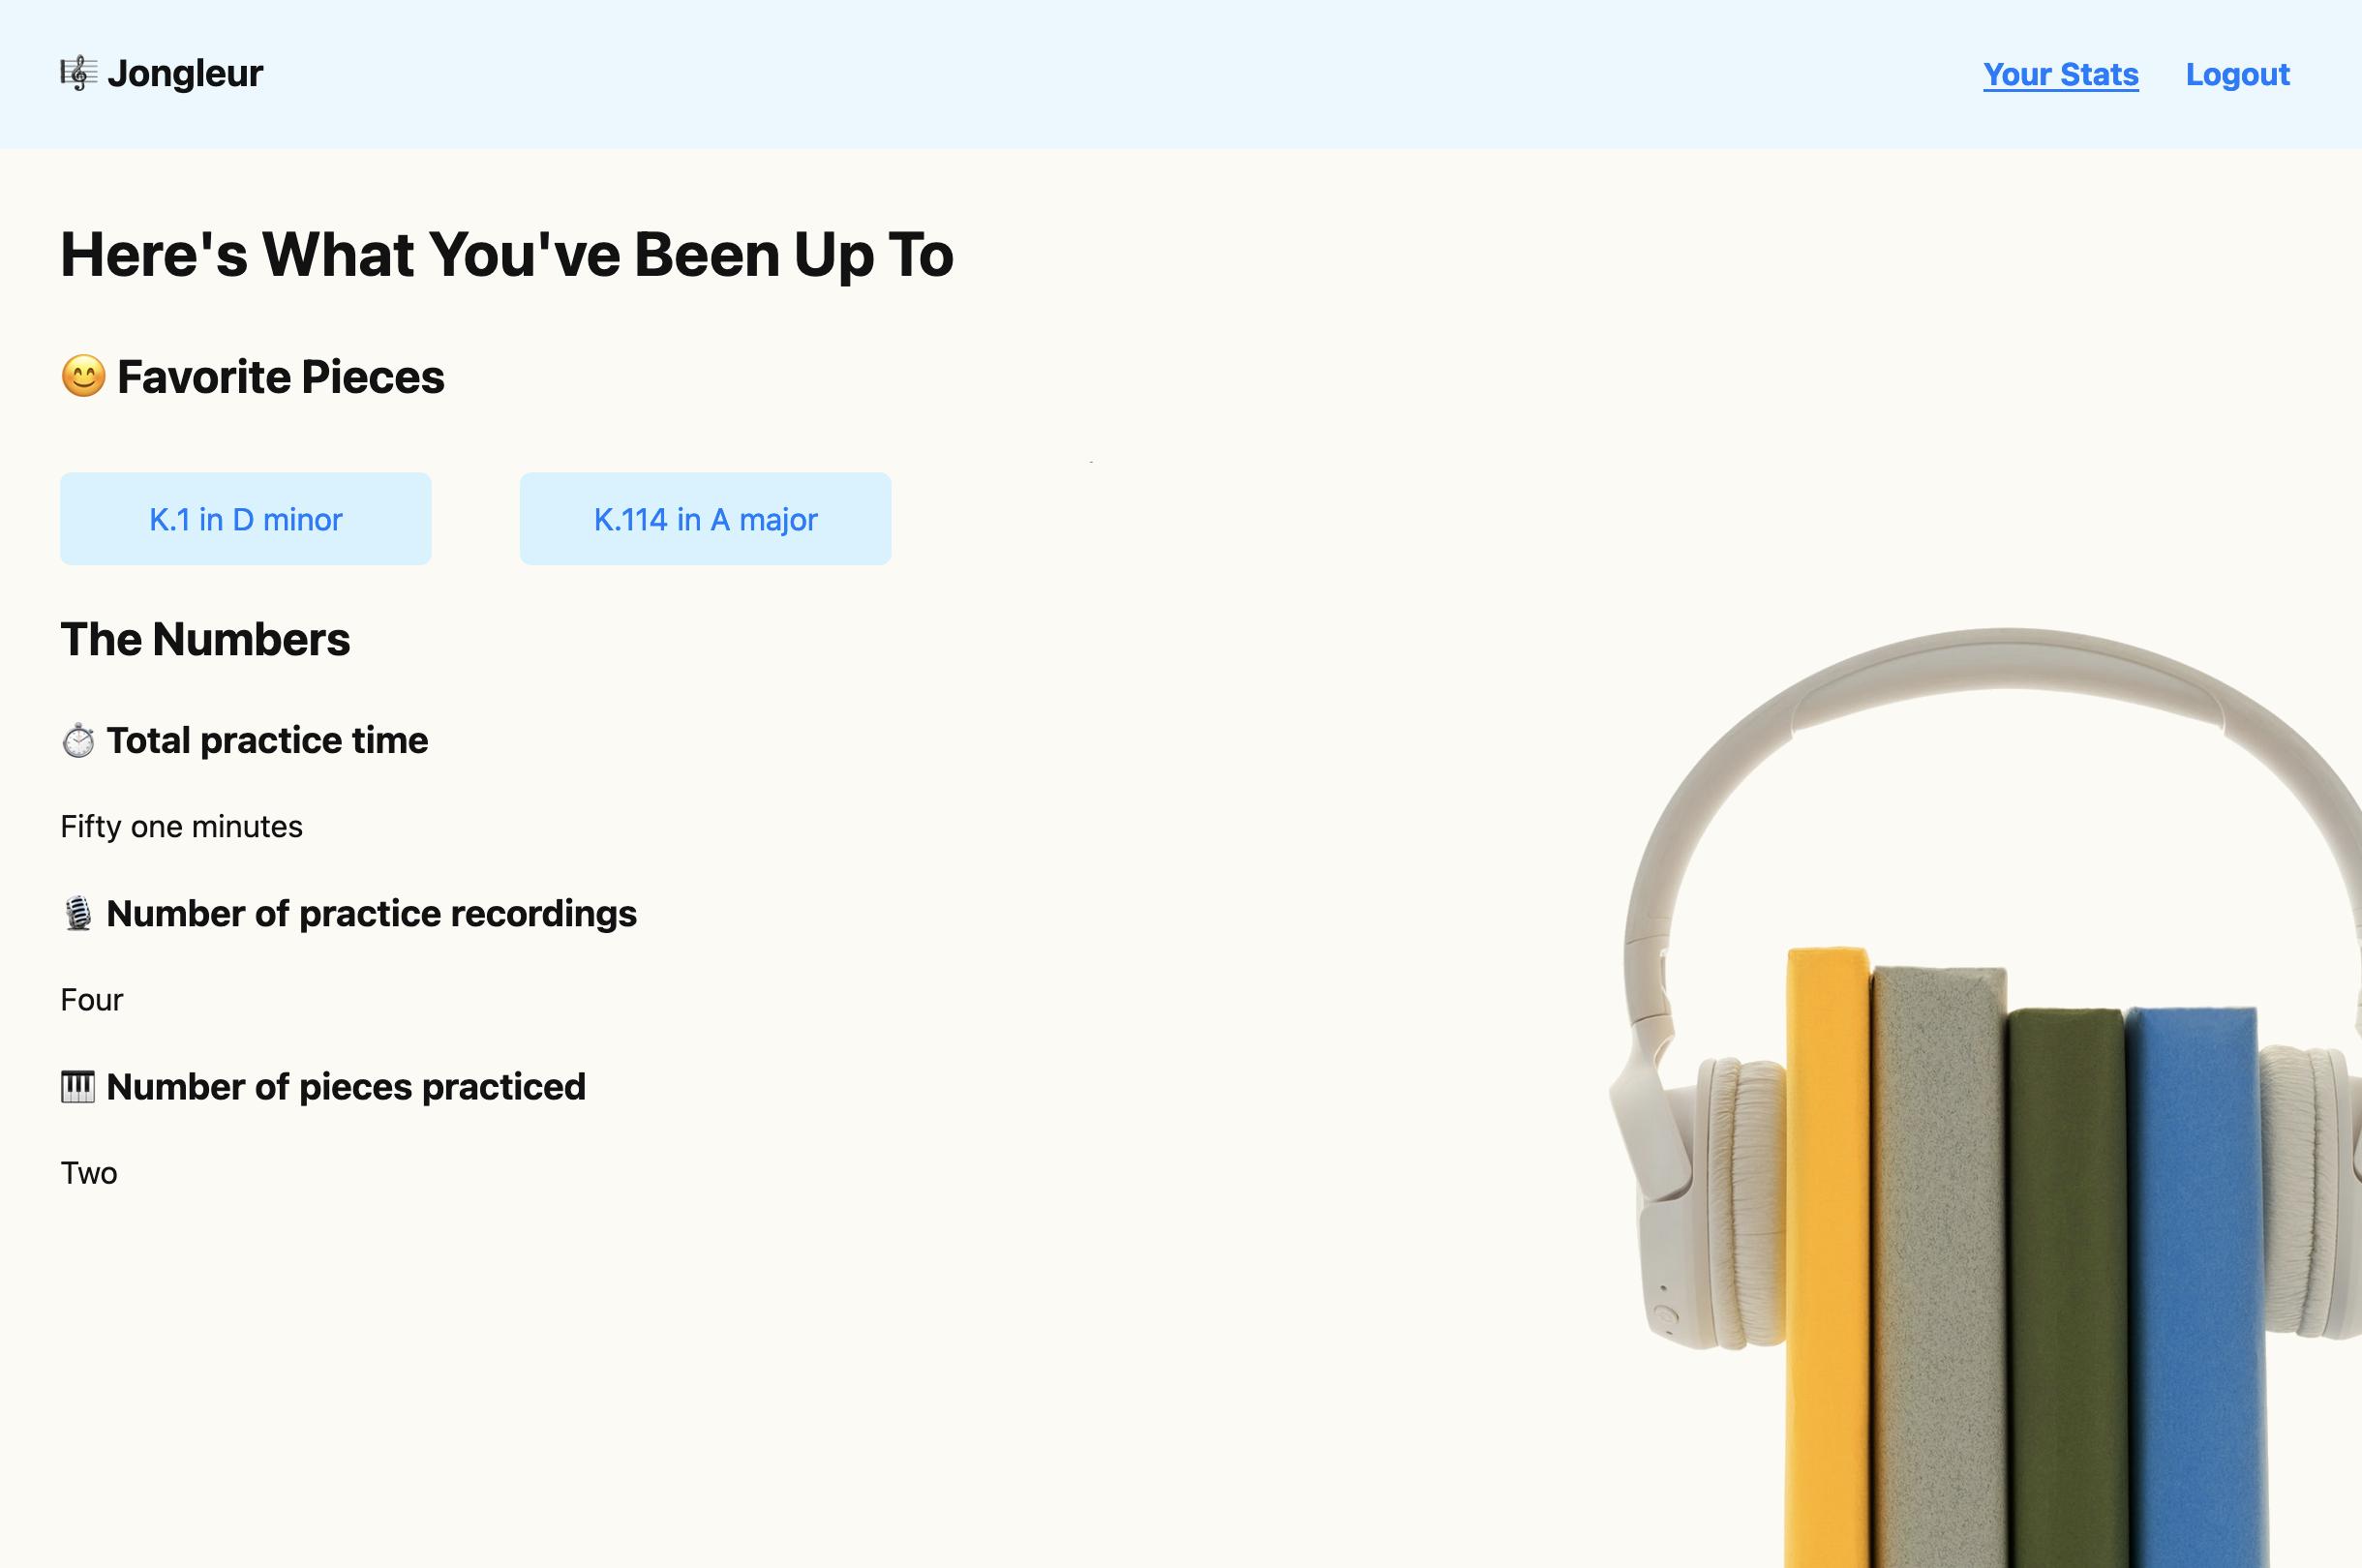 Jongleur
Your Stats
Logout
Here's What You've Been Up To
Favorite Pieces
K.1 in D minor
K.114 in A major
The Numbers
Total practice time
Fifty one minutes
Number of practice recordings
Four
Number of pieces practiced
Two